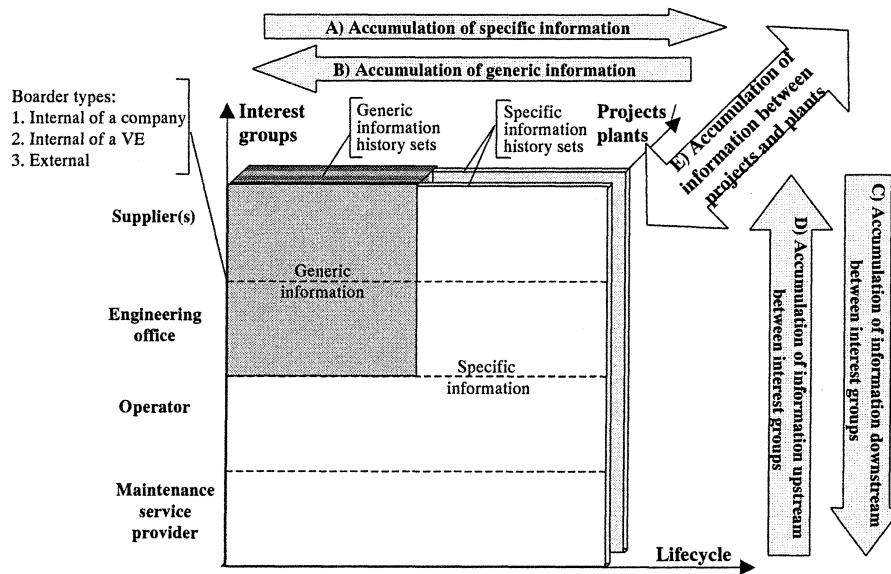 A) Accumulation of specific information
B) Accumulation of generic information
Boarder types:
1. Internal of a company
2. Internal of a VE
3. External
Interest
groups
Generic
information
history sets
Specific
information
history sets
Projects /
plants
E) Accumulation of
information between
projects and plants
Supplier(s)
Generic
information
Engineering
office
Specific
information
Operator
Maintenance
service
provider
Lifecycle
D) Accumulation of information upstream
between interest groups
C) Accumulation of information downstream
between interest groups